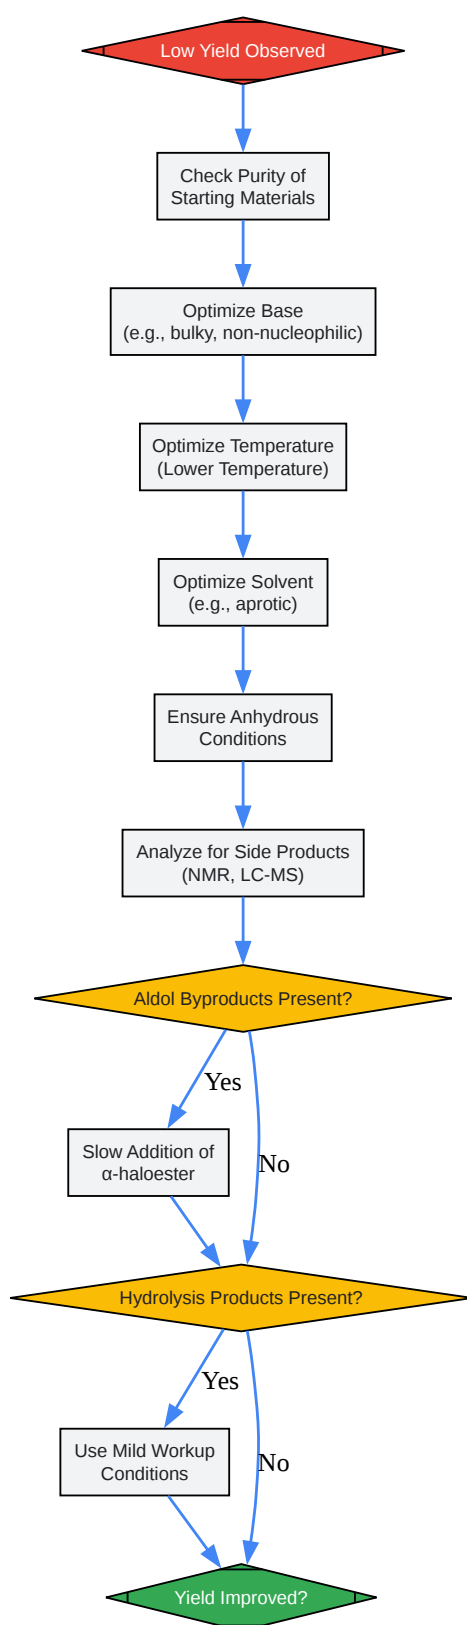 Low Yield Observed
Check Purity of
Starting Materials
Optimize Base
(e.g., bulky, non-nucleophilic)
Optimize Temperature
(Lower Temperature)
Optimize Solvent
(e.g., aprotic)
Ensure Anhydrous
Conditions
Analyze for Side Products
(NMR, LC-MS)
Aldol Byproducts Present?
Yes
Slow Addition of
α-haloester
No
Hydrolysis Products Present?
Yes
Use Mild Workup
Conditions
No
Yield Improved?